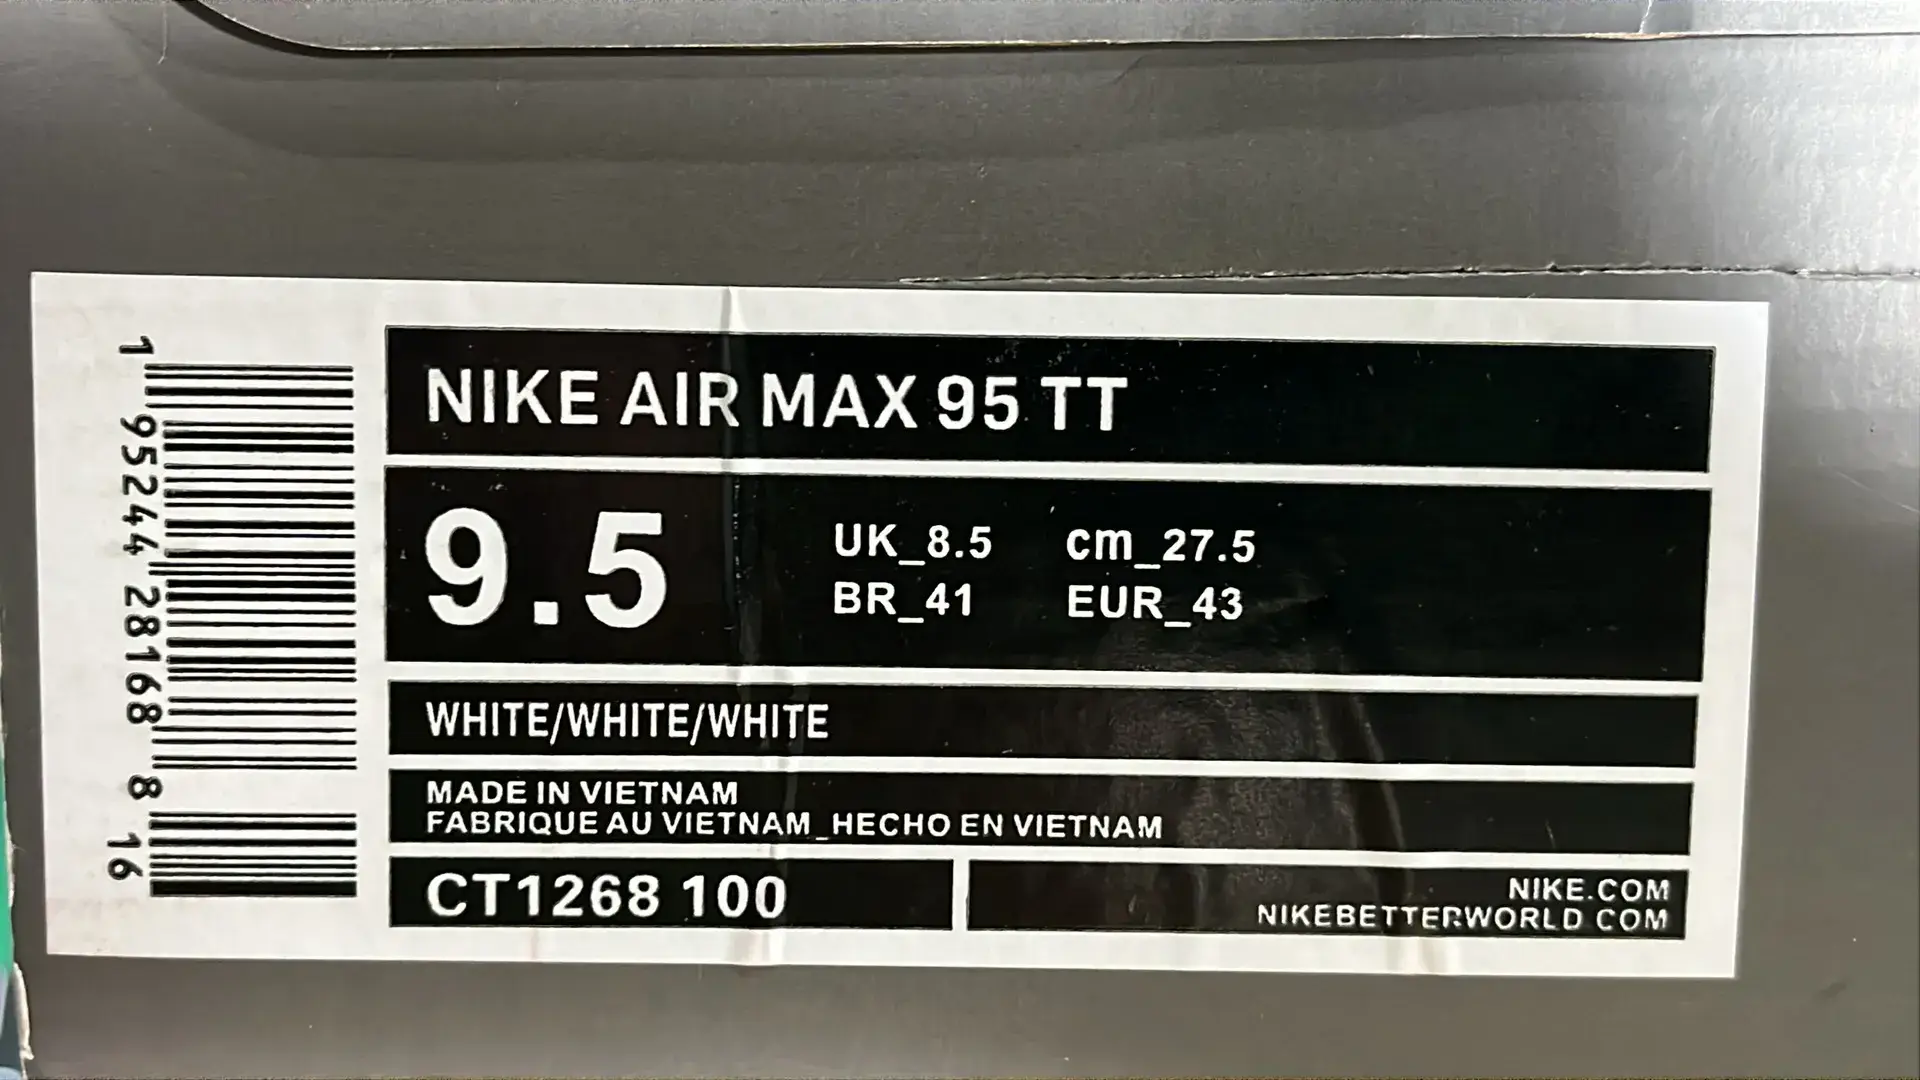 1 95244 28168 8 16
NIKE AIR MAX 95 TT
9.5
UK_8.5 cm_27.5
BR_41 EUR_43
WHITE/WHITE/WHITE
MADE IN VIETNAM
FABRIQUE AU VIETNAM_HECHO EN VIETNAM
CT1268 100
NIKE.COM
NIKEBETTERWORLD COM